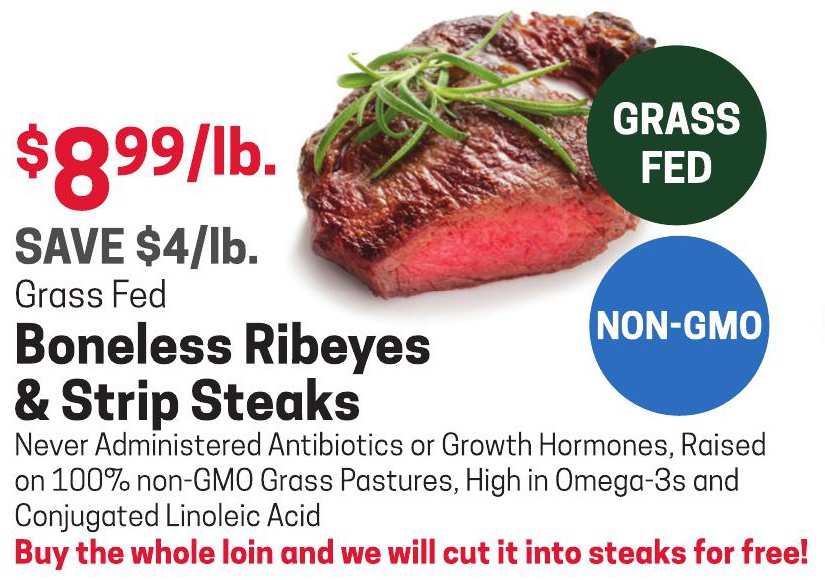 $8.99/lb.
SAVE $4/lb.
Grass Fed
Boneless Ribeyes
& Strip Steaks
Never Administered Antibiotics or Growth Hormones, Raised
on 100% non-GMO Grass Pastures, High in Omega-3s and
Conjugated Linoleic Acid
Buy the whole loin and we will cut it into steaks for free!
GRASS
FED
NON-GMO